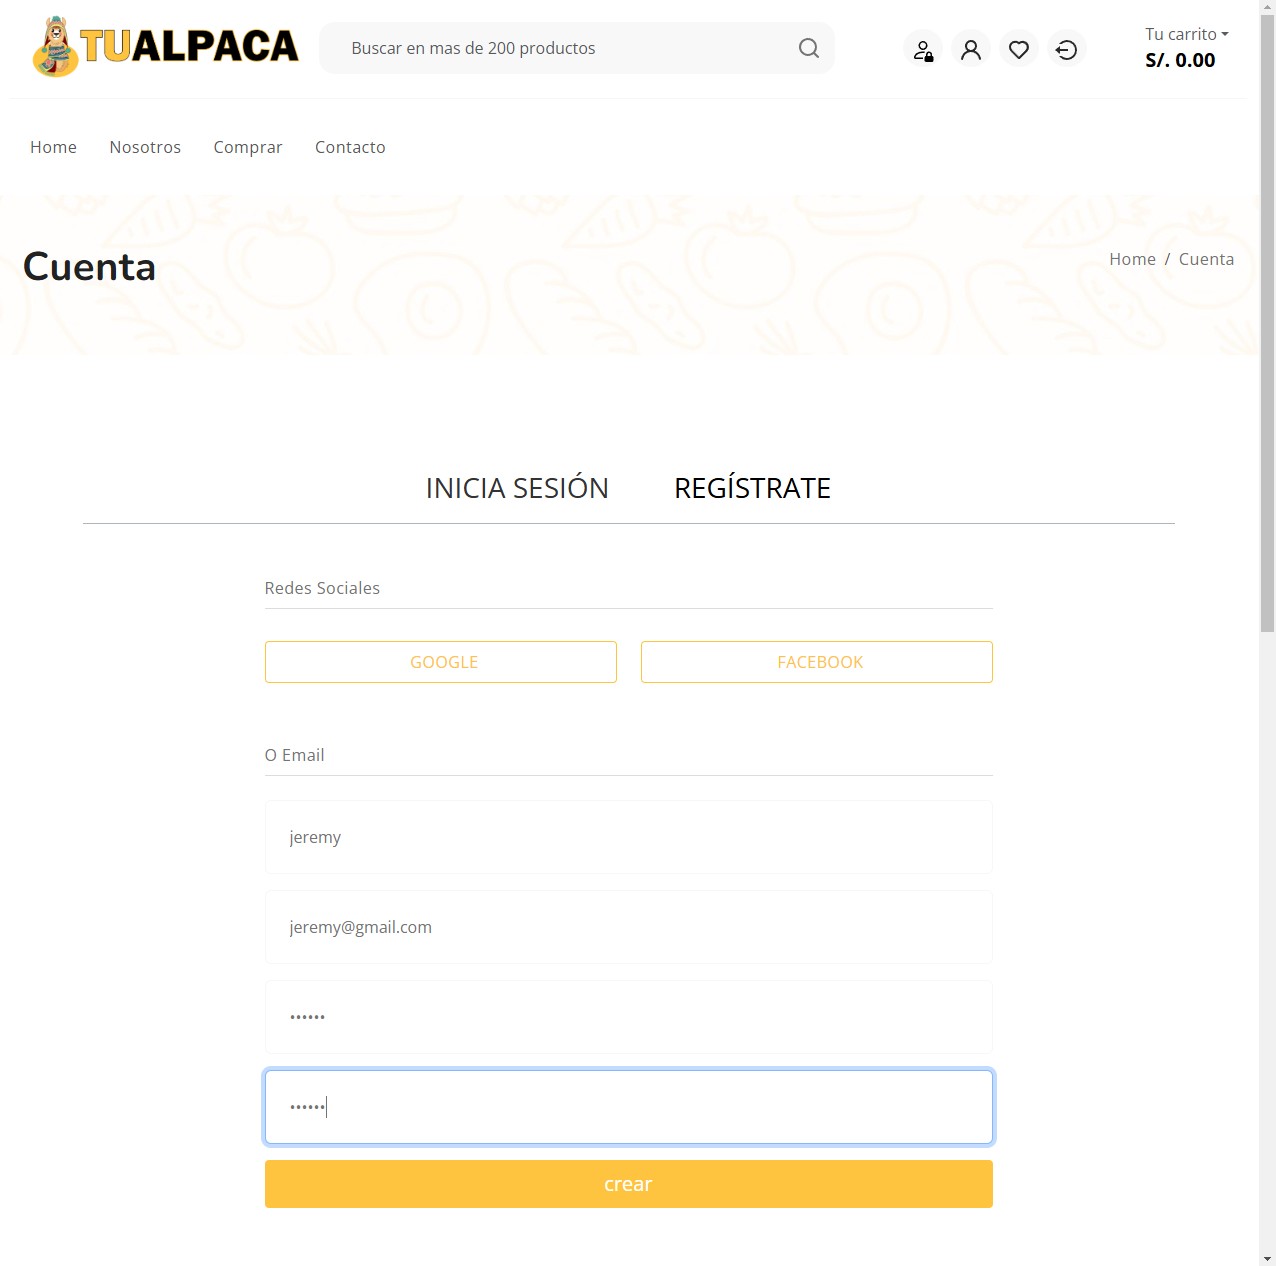 TUALPACA
Buscar en mas de 200 productos
Tu carrito
S/. 0.00
Home Nosotros Comprar Contacto
Cuenta
Home / Cuenta
INICIA SESIÓN REGÍSTRATE
Redes Sociales
GOOGLE FACEBOOK
O Email
jeremy
jeremy@gmail.com
••••••
••••••
crear